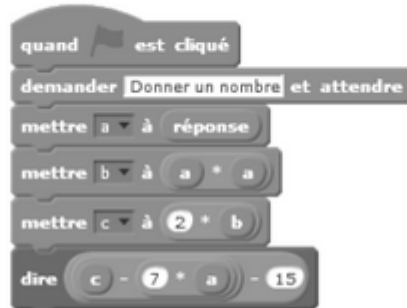 quand est cliqué
demander Donner un nombre et attendre
mettre a à réponse
mettre b à a * a
mettre c à 2 * b
dire c - 7 * a - 15